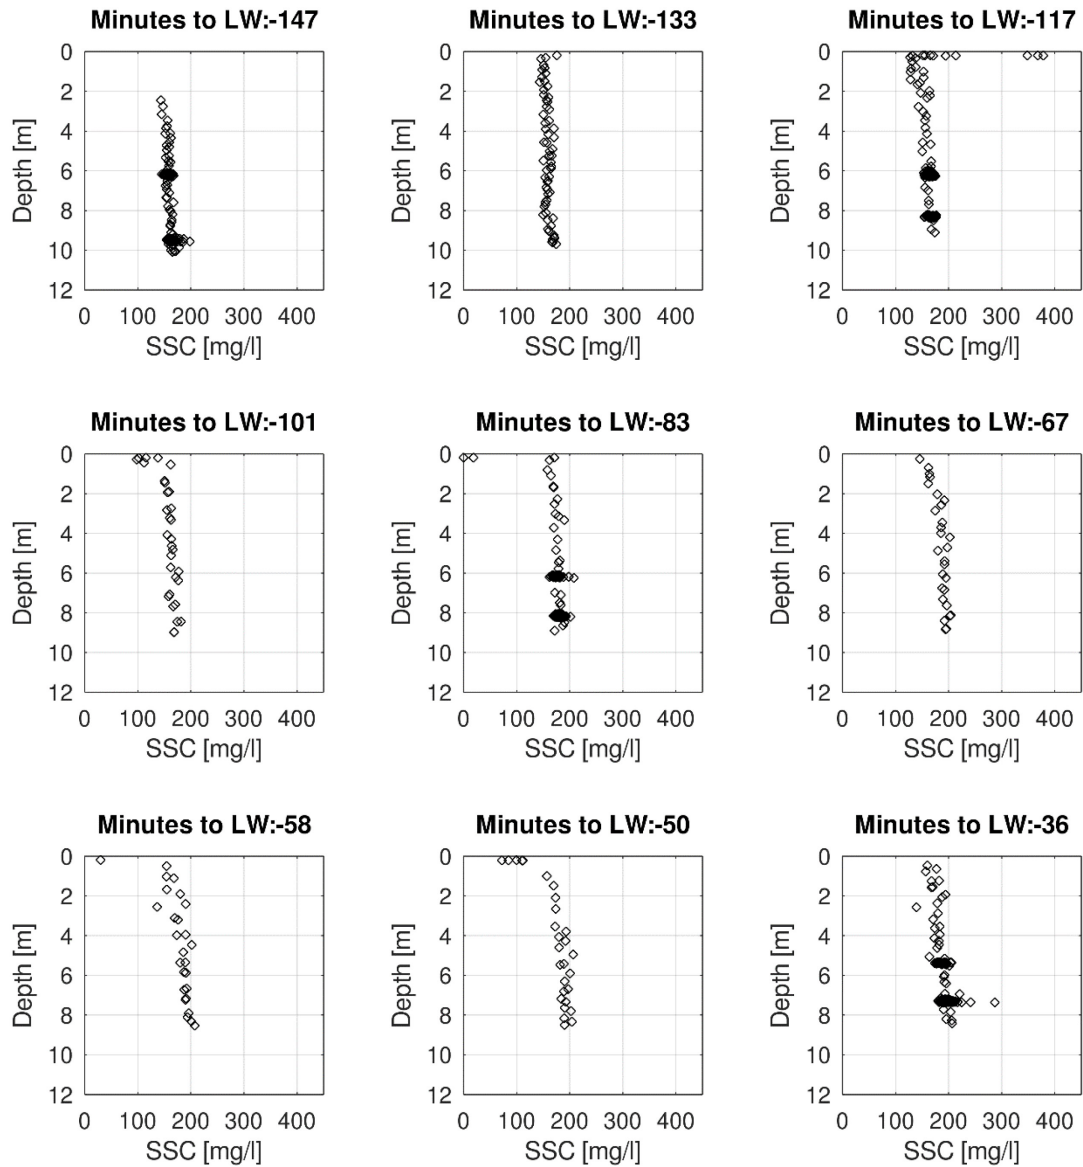 Minutes to LW:-147 Minutes to LW:-133 Minutes to LW:-117
0 0 0
2 2 2
4 4 4
6 6 6
8 8 8
10 10 10
12 12 12
Depth [m] Depth [m] Depth [m]
0 100 200 300 400 0 100 200 300 400 0 100 200 300 400
SSC [mg/l] SSC [mg/l] SSC [mg/l]
Minutes to LW:-101 Minutes to LW:-83 Minutes to LW:-67
0 0 0
2 2 2
4 4 4
6 6 6
8 8 8
10 10 10
12 12 12
Depth [m] Depth [m] Depth [m]
0 100 200 300 400 0 100 200 300 400 0 100 200 300 400
SSC [mg/l] SSC [mg/l] SSC [mg/l]
Minutes to LW:-58 Minutes to LW:-50 Minutes to LW:-36
0 0 0
2 2 2
4 4 4
6 6 6
8 8 8
10 10 10
12 12 12
Depth [m] Depth [m] Depth [m]
0 100 200 300 400 0 100 200 300 400 0 100 200 300 400
SSC [mg/l] SSC [mg/l] SSC [mg/l]